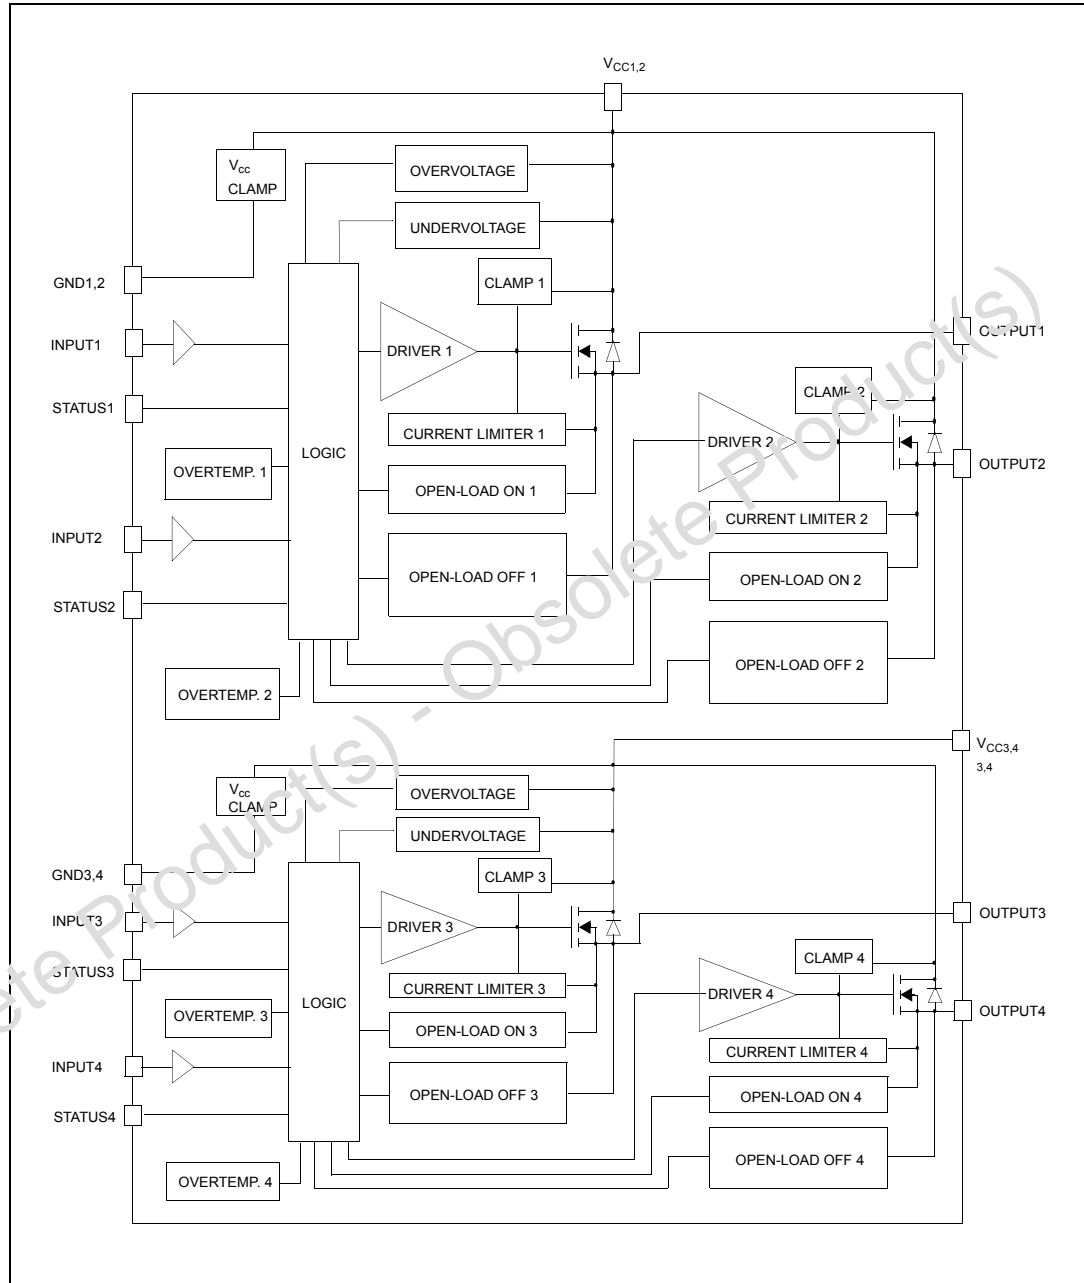 VCC1,2
Vcc
CLAMP
OVERVOLTAGE
UNDERVOLTAGE
GND1,2
CLAMP 1
INPUT1
DRIVER 1
OUTPUT1
STATUS1
CLAMP 2
CURRENT LIMITER 1
LOGIC
DRIVER 2
OUTPUT2
OVERTEMP. 1
OPEN-LOAD ON 1
CURRENT LIMITER 2
INPUT2
OPEN-LOAD OFF 1
OPEN-LOAD ON 2
STATUS2
OPEN-LOAD OFF 2
OVERTEMP. 2
VCC3,4
3,4
Vcc
CLAMP
OVERVOLTAGE
UNDERVOLTAGE
GND3,4
CLAMP 3
INPUT3
DRIVER 3
OUTPUT3
STATUS3
CLAMP 4
CURRENT LIMITER 3
LOGIC
DRIVER 4
OUTPUT4
OVERTEMP. 3
OPEN-LOAD ON 3
CURRENT LIMITER 4
INPUT4
OPEN-LOAD OFF 3
OPEN-LOAD ON 4
STATUS4
OPEN-LOAD OFF 4
OVERTEMP. 4
ete Product(s) - Obsolete Product(s)